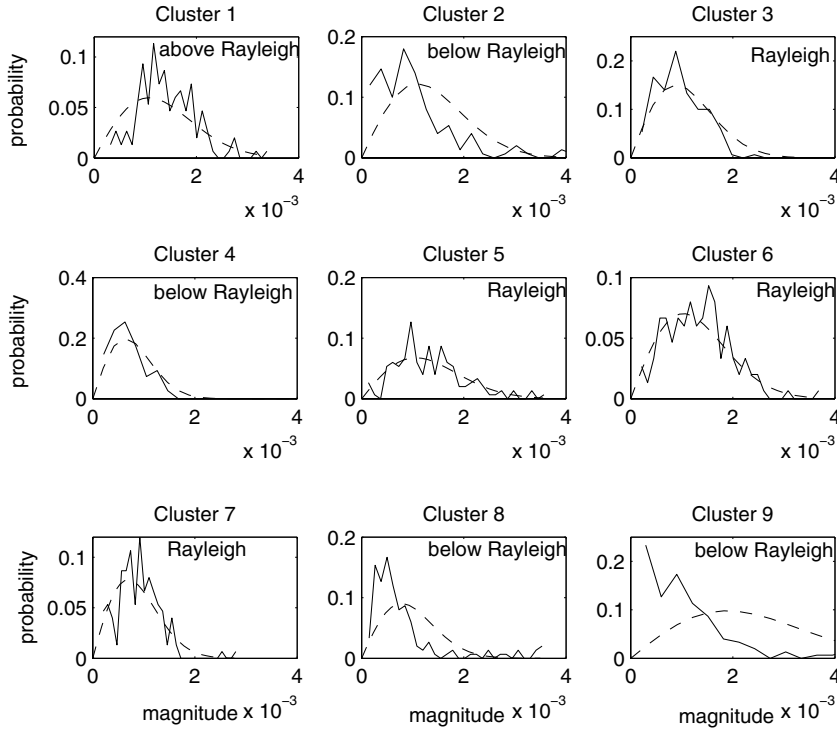 Cluster 1 Cluster 2 Cluster 3
above Rayleigh below Rayleigh Rayleigh
probability
0.1 0.05 0
0.2 0.1 0
0.2 0.1 0
0 2 4 0 2 4 0 2 4
x 10⁻³ x 10⁻³ x 10⁻³
Cluster 4 Cluster 5 Cluster 6
below Rayleigh Rayleigh Rayleigh
probability
0.4 0.2 0
0.2 0.1 0
0.1 0.05 0
0 2 4 0 2 4 0 2 4
x 10⁻³ x 10⁻³ x 10⁻³
Cluster 7 Cluster 8 Cluster 9
Rayleigh below Rayleigh below Rayleigh
probability
0.1 0.05 0
0.2 0.1 0
0.2 0.1 0
0 2 4 0 2 4 0 2 4
magnitude x 10⁻³ magnitude x 10⁻³ magnitude x 10⁻³